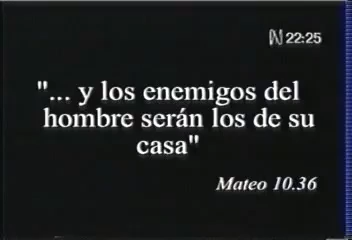 N 22:25
"... y los enemigos del
hombre serán los de su
casa"
Mateo 10.36